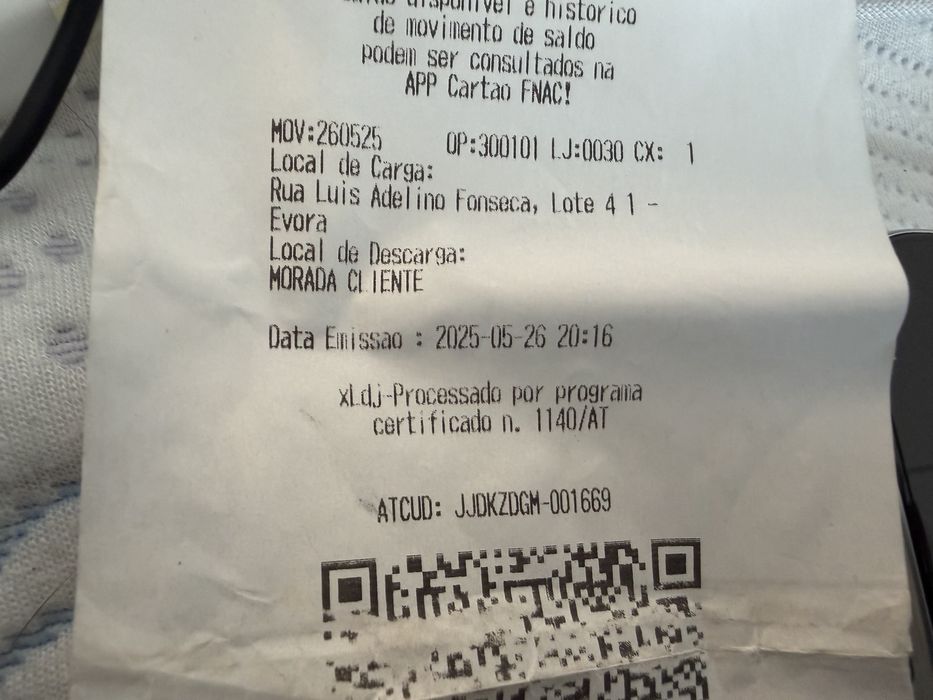 disponivel e historico
de movimento de saldo
podem ser consultados na
APP Cartao FNAC!
MOV:260525 OP:300101 LJ:0030 CX: 1
Local de Carga:
Rua Luis Adelino Fonseca, Lote 4 1 -
Evora
Local de Descarga:
MORADA CLIENTE
Data Emissao : 2025-05-26 20:16
xLdj-Processado por programa
certificado n. 1140/AT
ATCUD: JJDKZDGM-001669